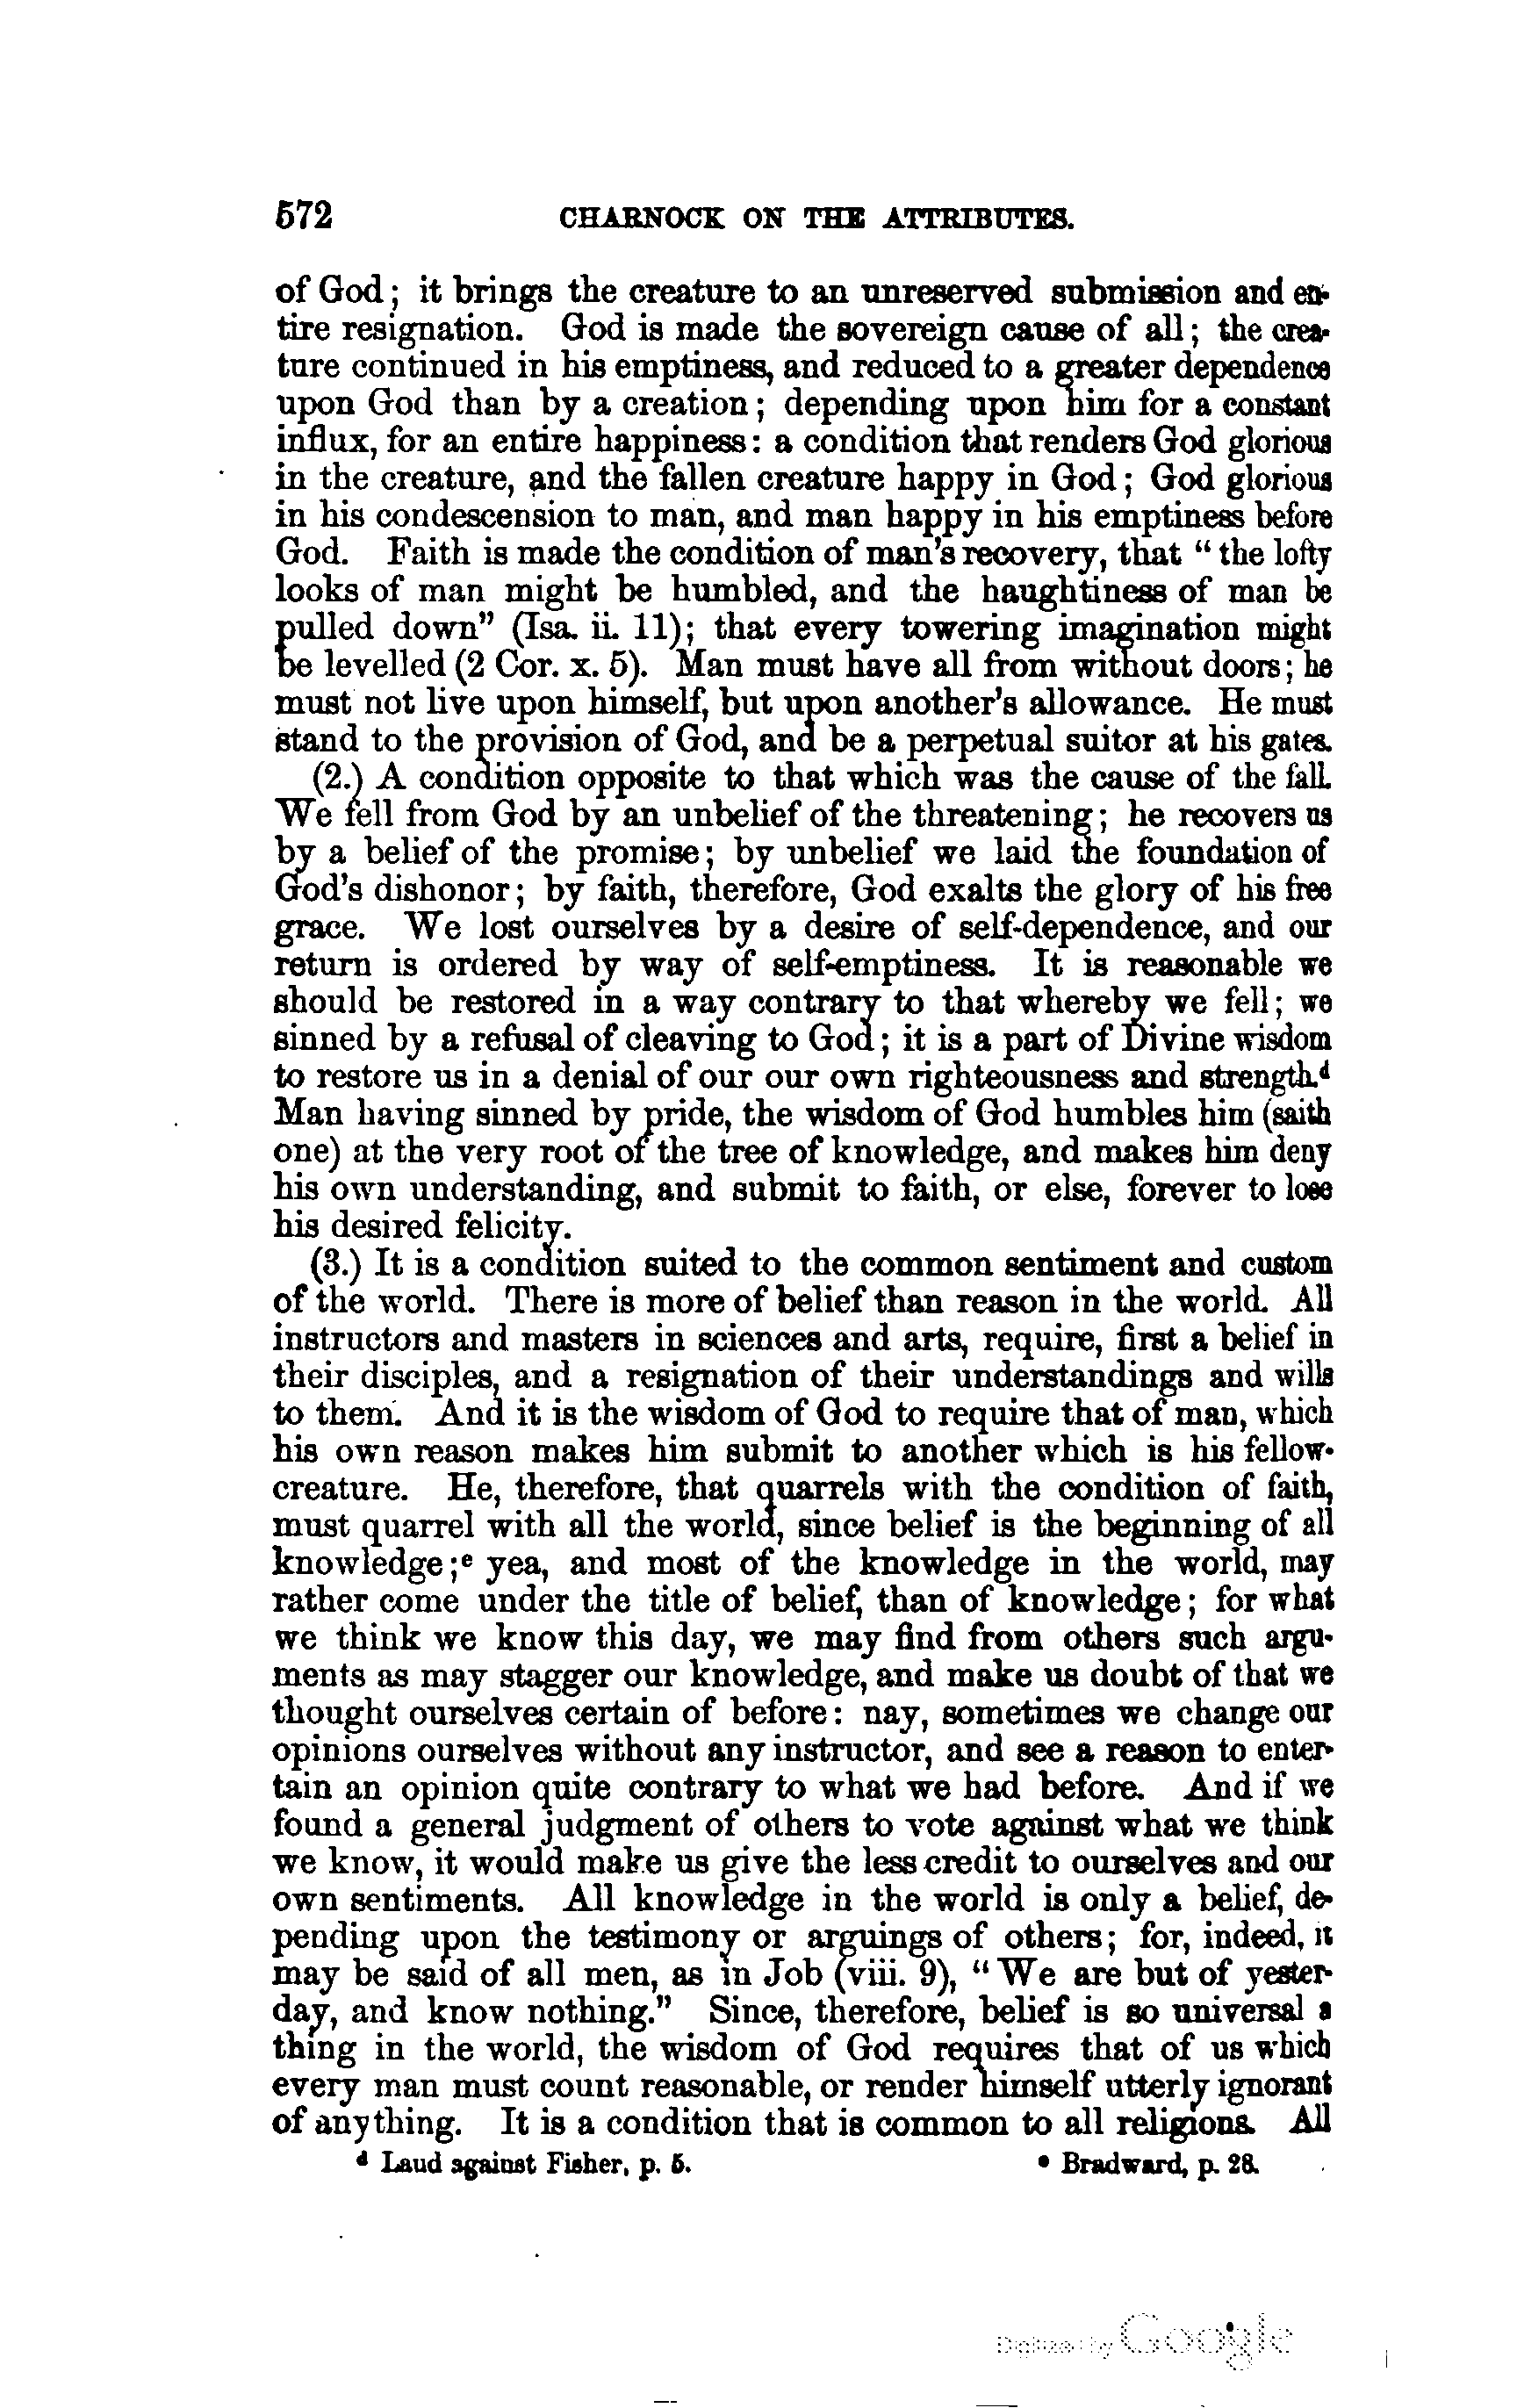 572 CHARNOCK ON THE ATTRIBUTES.
of God; it brings the creature to an unreserved submission and en-
tire resignation. God is made the sovereign cause of all; the crea-
ture continued in his emptiness, and reduced to a greater dependence
upon God than by a creation; depending upon him for a constant
influx, for an entire happiness: a condition that renders God glorious
in the creature, and the fallen creature happy in God; God glorious
in his condescension to man, and man happy in his emptiness before
God. Faith is made the condition of man's recovery, that "the lofty
looks of man might be humbled, and the haughtiness of man be
pulled down" (Isa. ii. 11); that every towering imagination might
be levelled (2 Cor. x. 5). Man must have all from without doors; he
must not live upon himself, but upon another's allowance. He must
stand to the provision of God, and be a perpetual suitor at his gates.
(2.) A condition opposite to that which was the cause of the fall.
We fell from God by an unbelief of the threatening; he recovers us
by a belief of the promise; by unbelief we laid the foundation of
God's dishonor; by faith, therefore, God exalts the glory of his free
grace. We lost ourselves by a desire of self-dependence, and our
return is ordered by way of self-emptiness. It is reasonable we
should be restored in a way contrary to that whereby we fell; we
sinned by a refusal of cleaving to God; it is a part of Divine wisdom
to restore us in a denial of our our own righteousness and strength.d
Man having sinned by pride, the wisdom of God humbles him (saith
one) at the very root of the tree of knowledge, and makes him deny
his own understanding, and submit to faith, or else, forever to lose
his desired felicity.
(3.) It is a condition suited to the common sentiment and custom
of the world. There is more of belief than reason in the world. All
instructors and masters in sciences and arts, require, first a belief in
their disciples, and a resignation of their understandings and wills
to them. And it is the wisdom of God to require that of man, which
his own reason makes him submit to another which is his fellow-
creature. He, therefore, that quarrels with the condition of faith,
must quarrel with all the world, since belief is the beginning of all
knowledge;e yea, and most of the knowledge in the world, may
rather come under the title of belief, than of knowledge; for what
we think we know this day, we may find from others such argu-
ments as may stagger our knowledge, and make us doubt of that we
thought ourselves certain of before: nay, sometimes we change our
opinions ourselves without any instructor, and see a reason to enter-
tain an opinion quite contrary to what we had before. And if we
found a general judgment of others to vote against what we think
we know, it would make us give the less credit to ourselves and our
own sentiments. All knowledge in the world is only a belief, de-
pending upon the testimony or arguings of others; for, indeed, it
may be said of all men, as in Job (viii. 9), "We are but of yester-
day, and know nothing." Since, therefore, belief is so universal a
thing in the world, the wisdom of God requires that of us which
every man must count reasonable, or render himself utterly ignorant
of anything. It is a condition that is common to all religions. All
d Laud against Fisher, p. 5. e Bradward, p. 28.
Digitized by Google